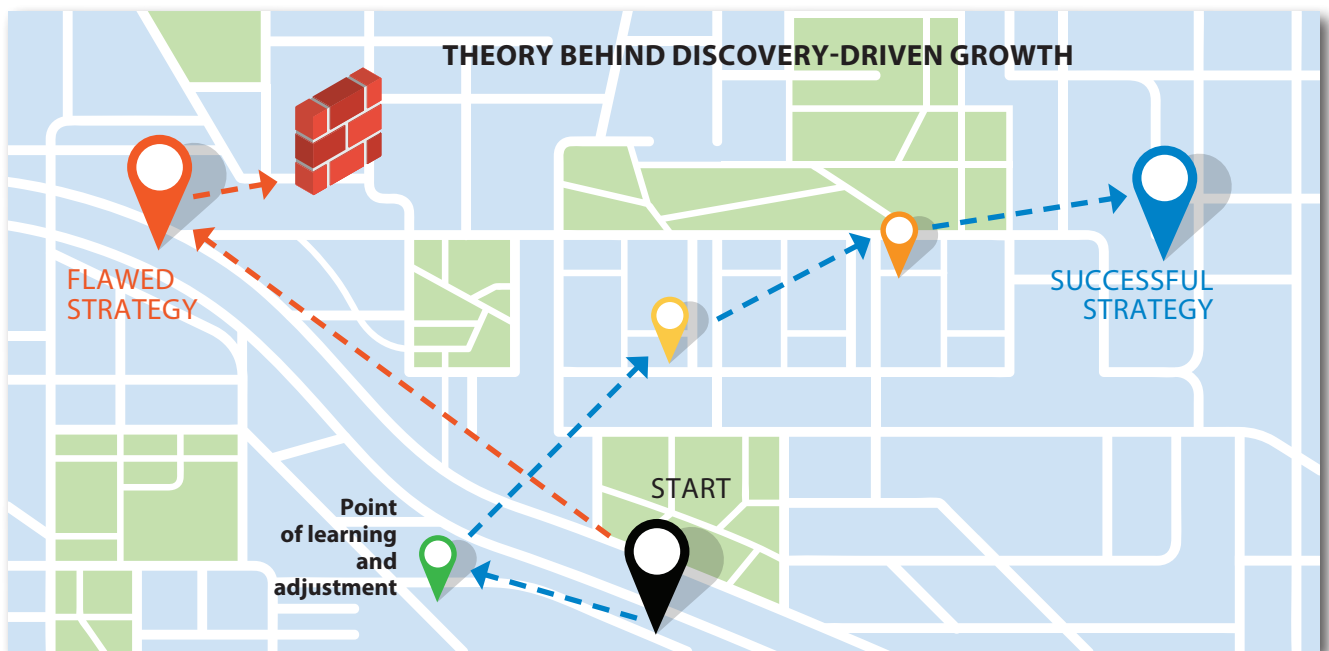 THEORY BEHIND DISCOVERY-DRIVEN GROWTH
FLAWED
STRATEGY
SUCCESSFUL
STRATEGY
START
Point
of learning
and
adjustment